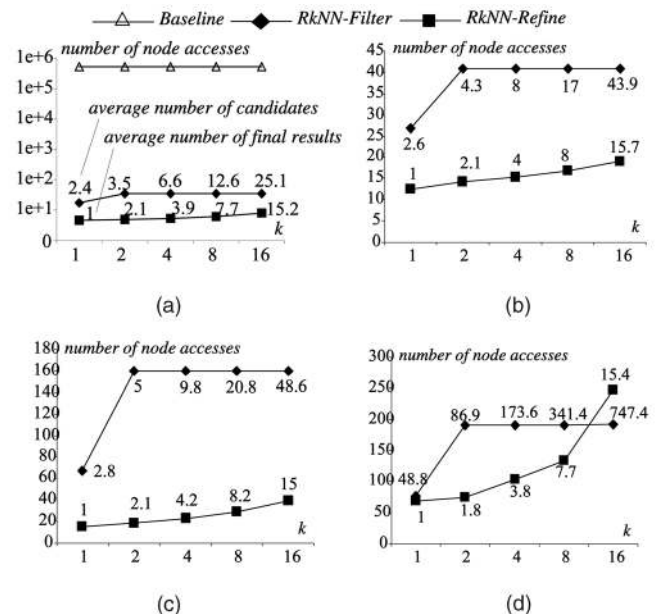 Baseline RkNN-Filter RkNN-Refine
number of node accesses
1e+6
1e+5
1e+4
1e+3
1e+2
1e+1
0
average number of candidates
average number of final results
2.4 3.5 6.6 12.6 25.1
1 2.1 3.9 7.7 15.2
k
1 2 4 8 16
(a)
number of node accesses
45
40
35
30
25
20
15
10
5
0
2.6 4.3 8 17 43.9
1 2.1 4 8 15.7
k
1 2 4 8 16
(b)
number of node accesses
180
160
140
120
100
80
60
40
20
0
2.8 5 9.8 20.8 48.6
1 2.1 4.2 8.2 15
k
1 2 4 8 16
(c)
number of node accesses
300
250
200
150
100
50
0
48.8 86.9 173.6 341.4 747.4
1 1.8 3.8 7.7 15.4
k
1 2 4 8 16
(d)